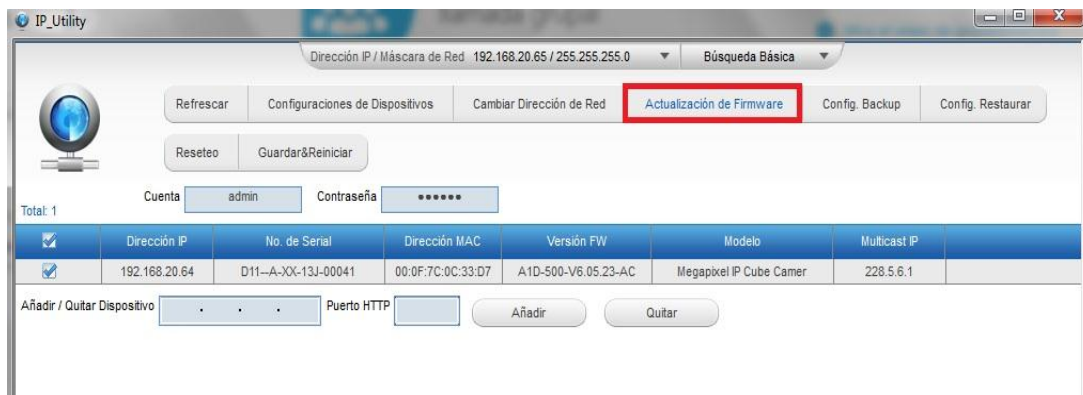 IP_Utility
Dirección IP / Máscara de Red 192.168.20.65 / 255.255.255.0 Búsqueda Básica
Refrescar Configuraciones de Dispositivos Cambiar Dirección de Red Actualización de Firmware Config. Backup Config. Restaurar
Reseteo Guardar&Reiniciar
Cuenta admin Contraseña ●●●●●●
Total: 1
Dirección IP No. de Serial Dirección MAC Versión FW Modelo Multicast IP
192.168.20.64 D11--A-XX-13J-00041 00:0F:7C:0C:33:D7 A1D-500-V6.05.23-AC Megapixel IP Cube Camer 228.5.6.1
Añadir / Quitar Dispositivo . . . Puerto HTTP Añadir Quitar